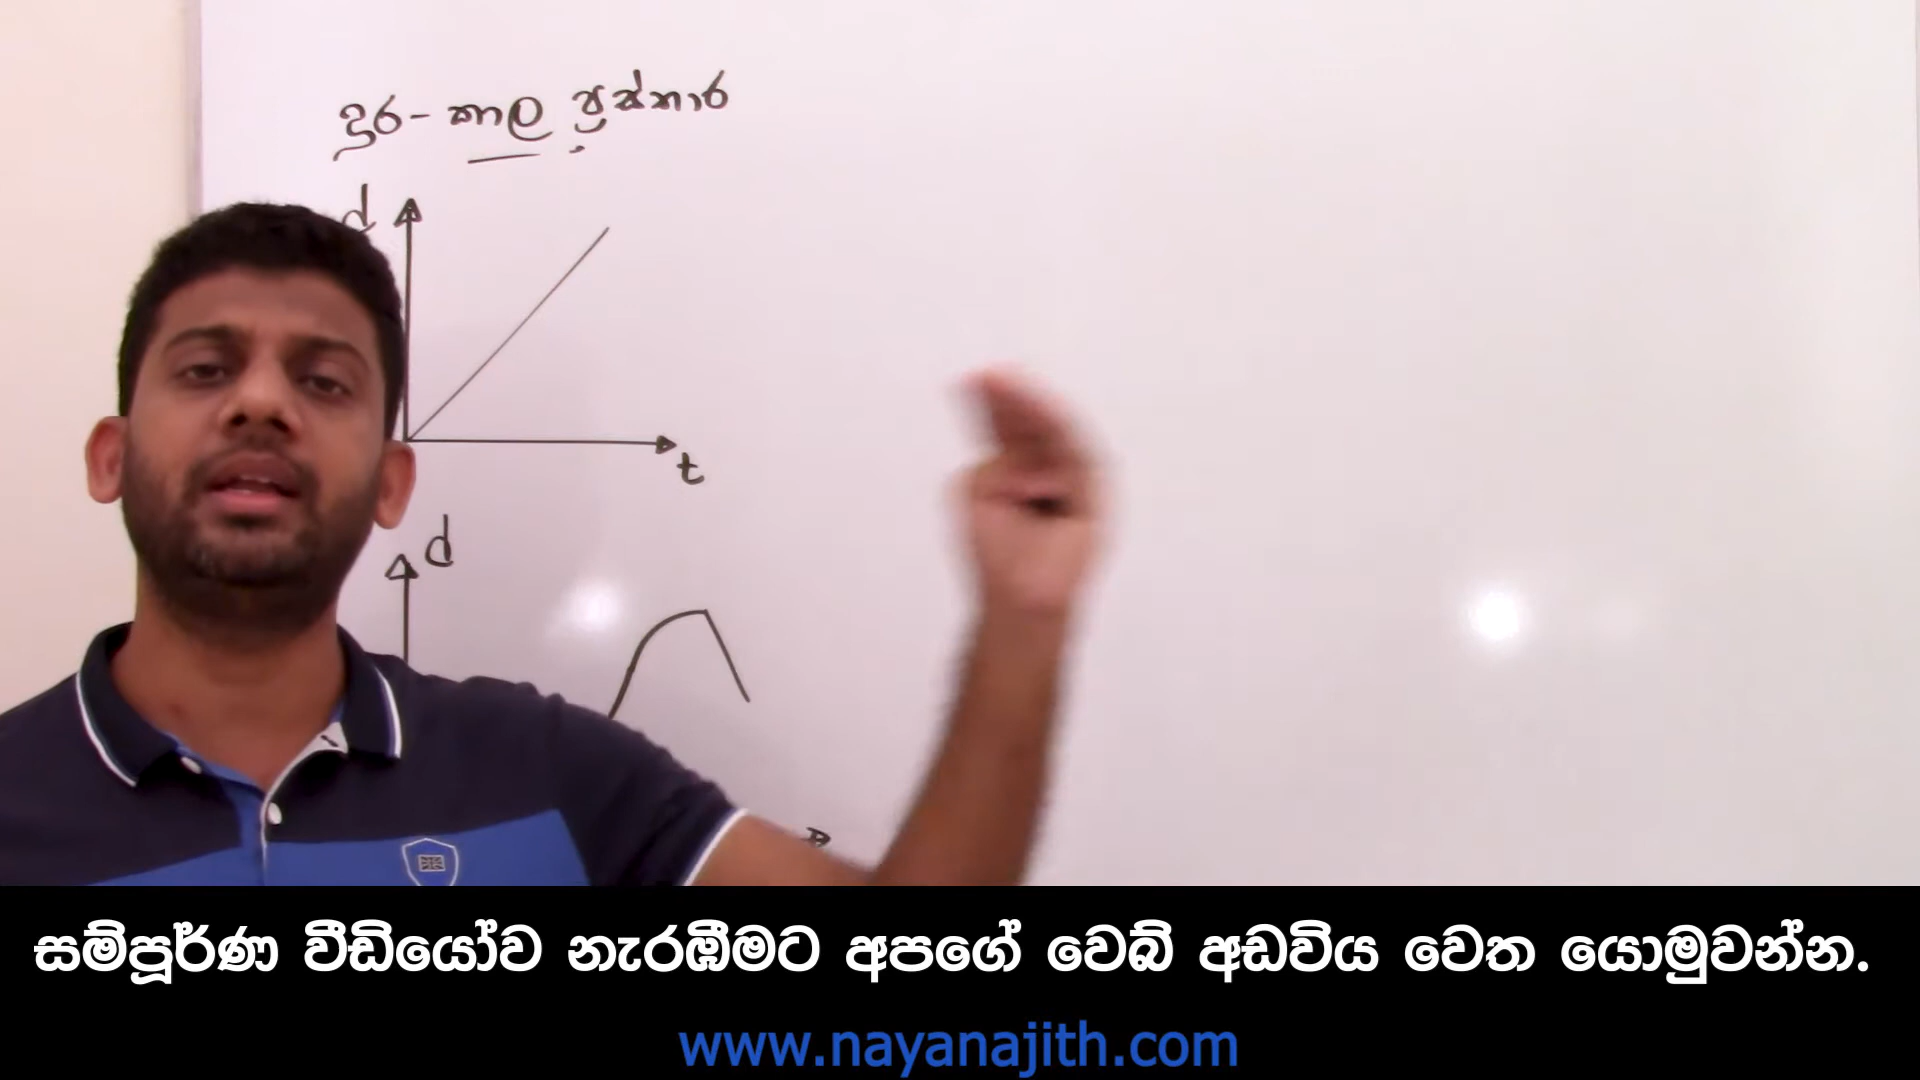 දුර - කාල ප්‍රස්තාර
d
t
d
සම්පූර්ණ වීඩියෝව නැරඹීමට අපගේ වෙබ් අඩවිය වෙත යොමුවන්න.
www.nayanajith.com